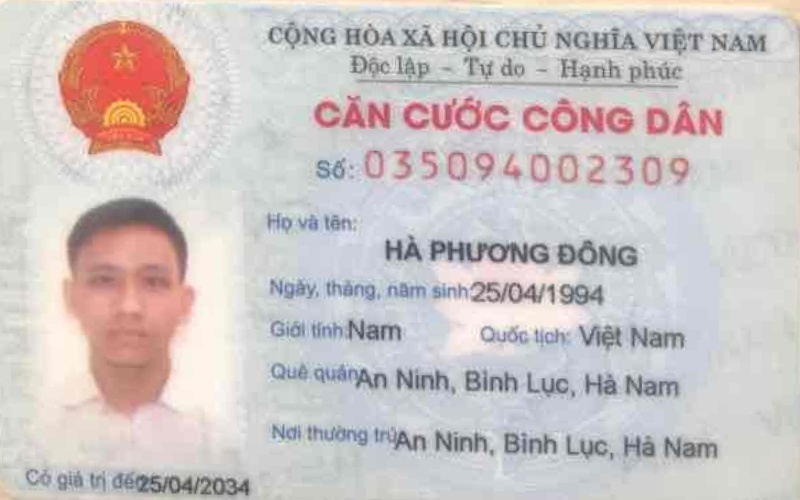 CỘNG HÒA XÃ HỘI CHỦ NGHĨA VIỆT NAM
Độc lập - Tự do - Hạnh phúc
CĂN CƯỚC CÔNG DÂN
Số: 035094002309
Họ và tên:
HÀ PHƯƠNG ĐÔNG
Ngày, tháng, năm sinh: 25/04/1994
Giới tính: Nam Quốc tịch: Việt Nam
Quê quán: An Ninh, Bình Lục, Hà Nam
Nơi thường trú: An Ninh, Bình Lục, Hà Nam
Có giá trị đến: 25/04/2034